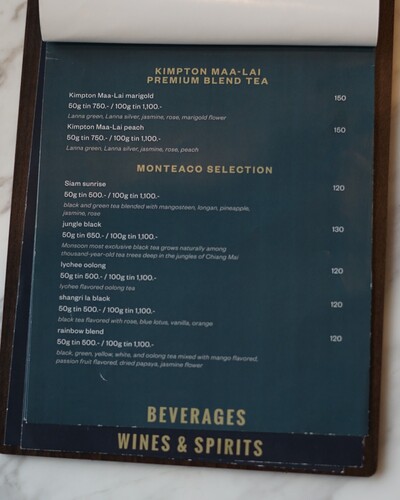 KIMPTON MAA-LAI
PREMIUM BLEND TEA
Kimpton Maa-Lai marigold 150
50g tin 750.- / 100g tin 1,100.-
Lanna green, Lanna silver, jasmine, rose, marigold flower
Kimpton Maa-Lai peach 150
50g tin 750.- / 100g tin 1,100.-
Lanna green, Lanna silver, jasmine, rose, peach
MONTEACO SELECTION
Siam sunrise 120
50g tin 500.- / 100g tin 1,100.-
black and green tea blended with mangosteen, longan, pineapple,
jasmine, rose
jungle black 130
50g tin 650.- / 100g tin 1,100.-
Monsoon most exclusive black tea grows naturally among
thousand-year-old tea trees deep in the jungles of Chiang Mai
lychee oolong 120
50g tin 500.- / 100g tin 1,100.-
lychee flavored oolong tea
shangri la black 120
50g tin 500.- / 100g tin 1,100.-
black tea flavored with rose, blue lotus, vanilla, orange
rainbow blend 120
50g tin 500.- / 100g tin 1,100.-
black, green, yellow, white, and oolong tea mixed with mango flavored,
passion fruit flavored, dried papaya, jasmine flower
BEVERAGES
WINES & SPIRITS